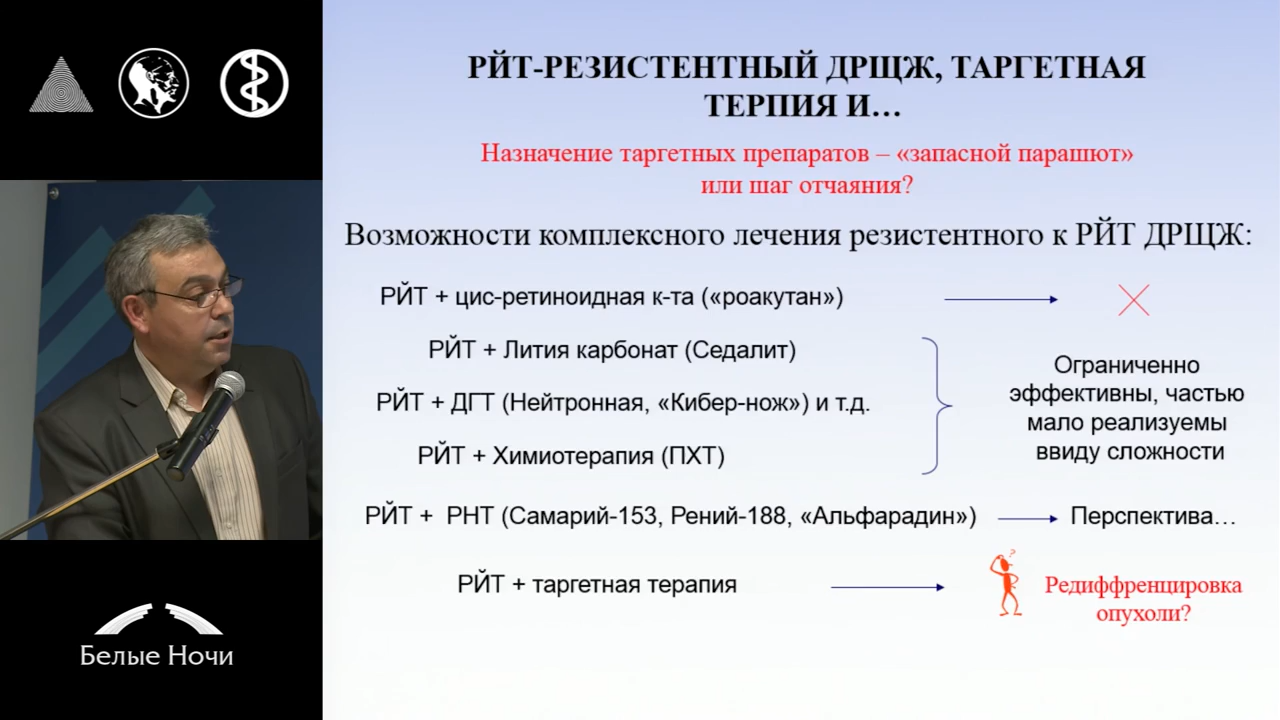 РЙТ-РЕЗИСТЕНТНЫЙ ДРЩЖ, ТАРГЕТНАЯ
ТЕРПИЯ И…
Назначение таргетных препаратов – «запасной парашют»
или шаг отчаяния?
Возможности комплексного лечения резистентного к РЙТ ДРЩЖ:
РЙТ + цис-ретиноидная к-та («роакутан»)
РЙТ + Лития карбонат (Седалит)
РЙТ + ДГТ (Нейтронная, «Кибер-нож») и т.д.
РЙТ + Химиотерапия (ПХТ)
Ограниченно
эффективны, частью
мало реализуемы
ввиду сложности
РЙТ + РНТ (Самарий-153, Рений-188, «Альфарадин»)
Перспектива…
РЙТ + таргетная терапия
?
Редиффренцировка
опухоли?
Белые Ночи